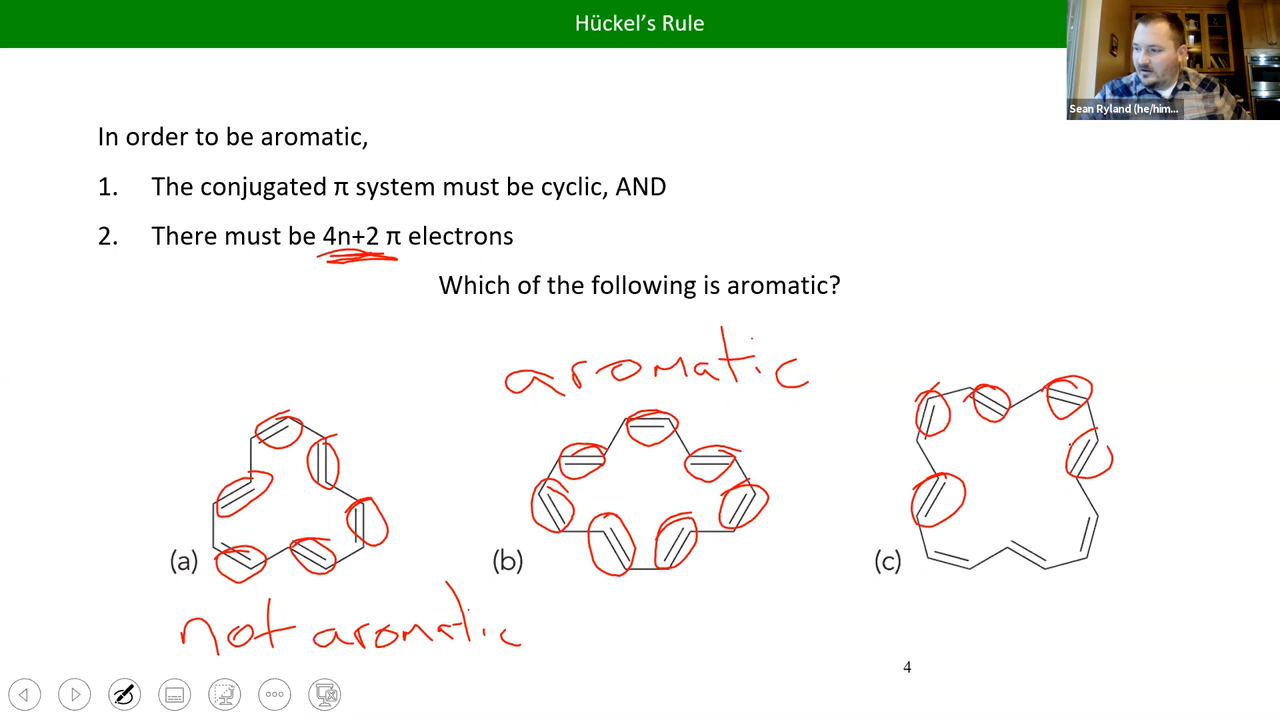 Hückel's Rule
Sean Ryland (he/him...
In order to be aromatic,
1. The conjugated π system must be cyclic, AND
2. There must be 4n+2 π electrons
Which of the following is aromatic?
aromatic
(a)
(b)
(c)
not aromatic
4